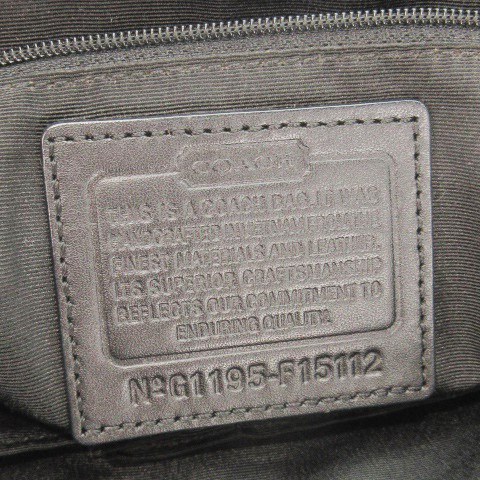 COACH
THIS IS A COACH BAG. IT WAS
HANDCRAFTED IN VIETNAM FROM THE
FINEST MATERIALS AND LEATHER.
ITS SUPERIOR CRAFTSMANSHIP
REFLECTS OUR COMMITMENT TO
ENDURING QUALITY.
Nº G1195-F15112